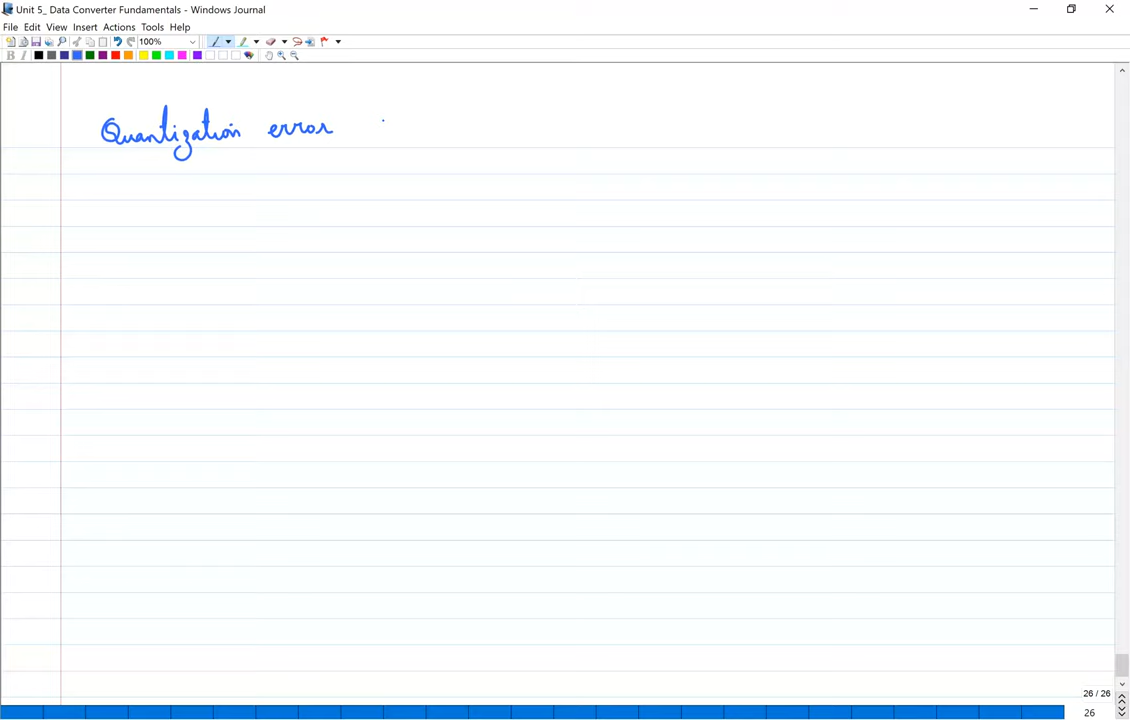 Unit 5_ Data Converter Fundamentals - Windows Journal
File Edit View Insert Actions Tools Help
100%
B I
Quantization error
26 / 26
26